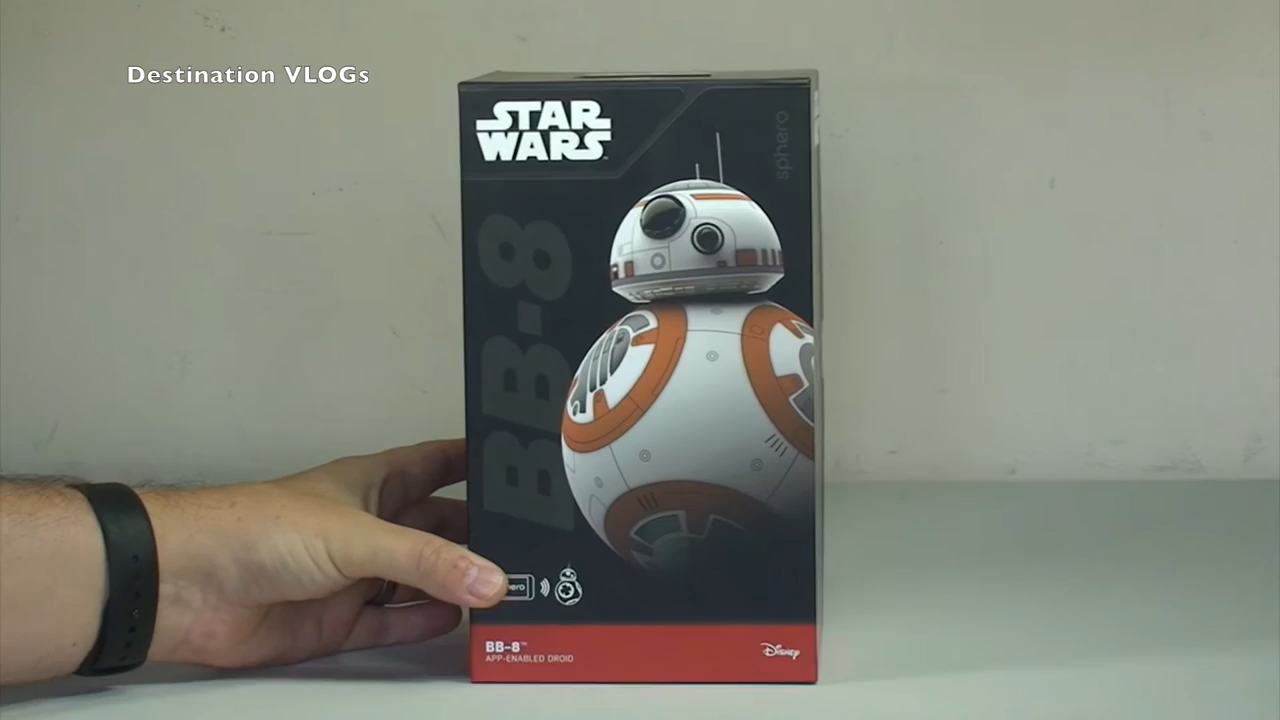 Destination VLOGs
STAR
WARS
sphero
BB-8
BB-8™
APP-ENABLED DROID
Disney